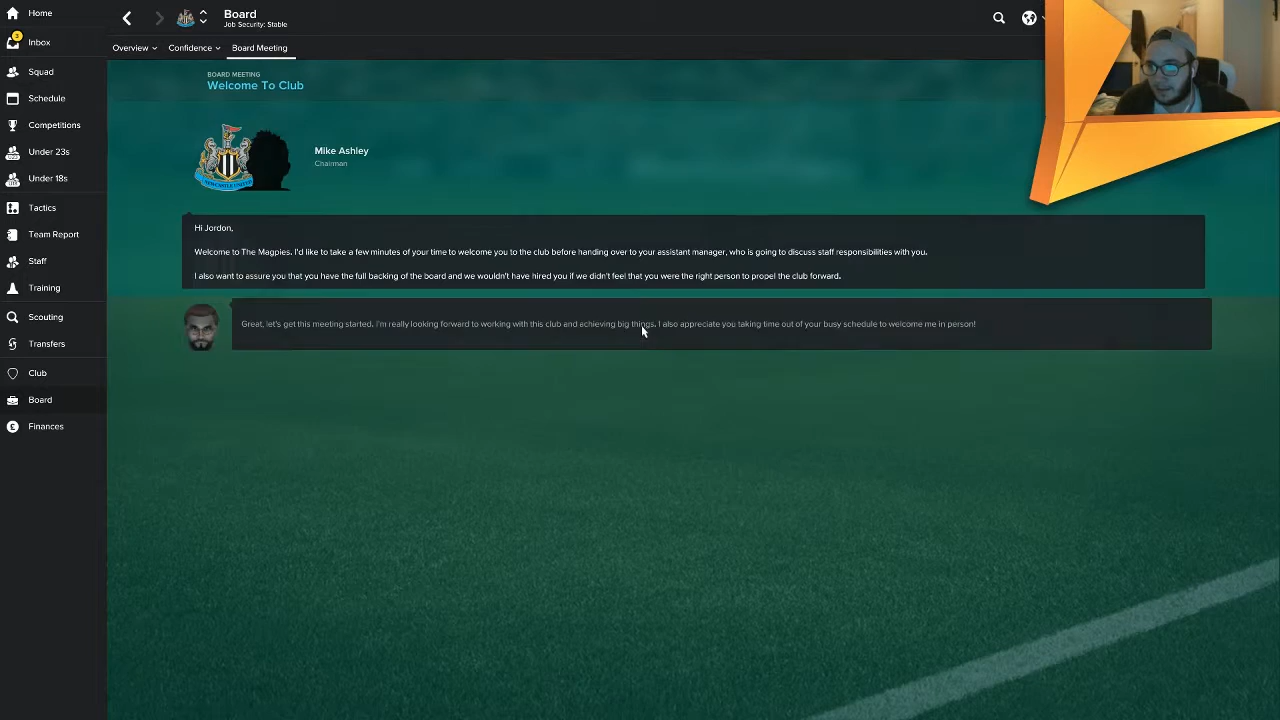 Home
Board
Job Security: Stable
3
Inbox
Overview
Confidence
Board Meeting
Squad
BOARD MEETING
Welcome To Club
Schedule
Competitions
Under 23s
Mike Ashley
Chairman
Under 18s
Tactics
Hi Jordon,
Team Report
Welcome to The Magpies. I'd like to take a few minutes of your time to welcome you to the club before handing over to your assistant manager, who is going to discuss staff responsibilities with you.
Staff
I also want to assure you that you have the full backing of the board and we wouldn't have hired you if we didn't feel that you were the right person to propel the club forward.
Training
Scouting
Great, let's get this meeting started. I'm really looking forward to working with this club and achieving big things. I also appreciate you taking time out of your busy schedule to welcome me in person!
Transfers
Club
Board
Finances